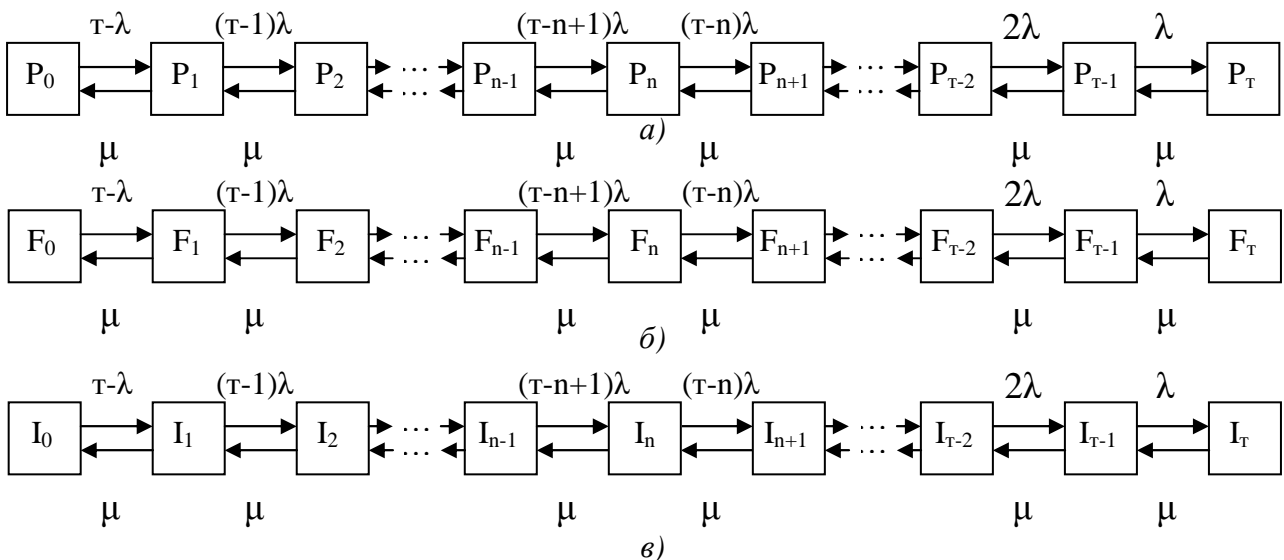 т-λ (т-1)λ (т-n+1)λ (т-n)λ 2λ λ
P₀ P₁ P₂ ... Pₙ₋₁ Pₙ Pₙ₊₁ ... Pт₋₂ Pт₋₁ Pт
...  ...
а)
μ μ μ μ μ μ
т-λ (т-1)λ (т-n+1)λ (т-n)λ 2λ λ
F₀ F₁ F₂ ... Fₙ₋₁ Fₙ Fₙ₊₁ ... Fт₋₂ Fт₋₁ Fт
...  ...
μ μ μ μ μ μ
б)
т-λ (т-1)λ (т-n+1)λ (т-n)λ 2λ λ
I₀ I₁ I₂ ... Iₙ₋₁ Iₙ Iₙ₊₁ ... Iт₋₂ Iт₋₁ Iт
...  ...
μ μ μ μ μ μ
в)